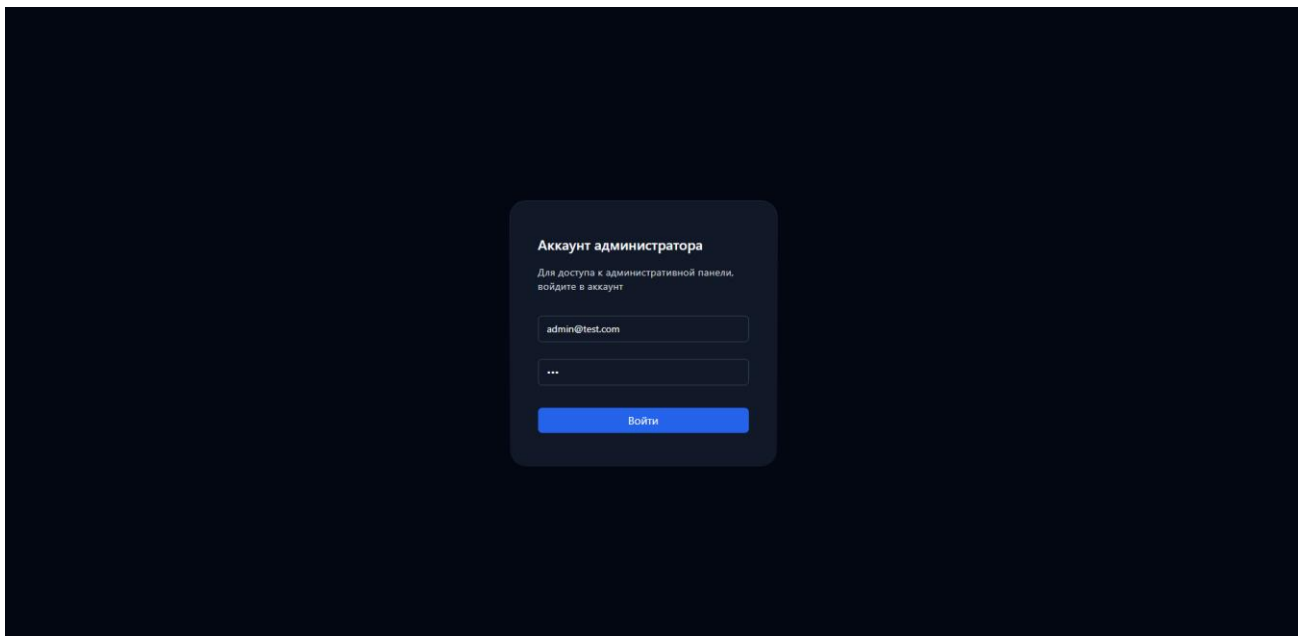 Аккаунт администратора
Для доступа к административной панели,
войдите в аккаунт
admin@test.com
•••
Войти